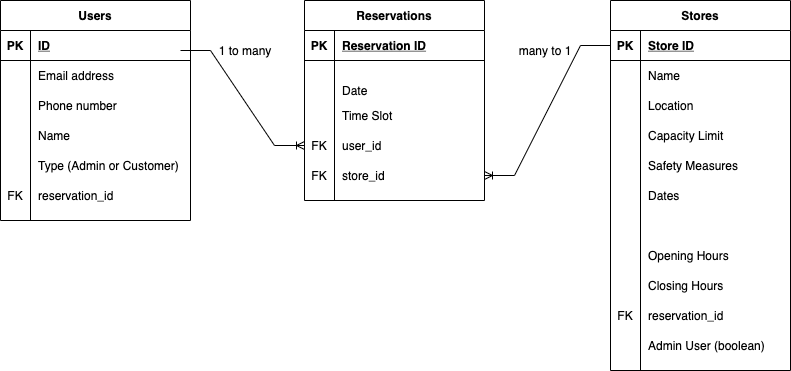 Users
PK ID
Email address
Phone number
Name
Type (Admin or Customer)
FK reservation_id
1 to many
Reservations
PK Reservation ID
Date
Time Slot
FK user_id
FK store_id
many to 1
Stores
PK Store ID
Name
Location
Capacity Limit
Safety Measures
Dates
Opening Hours
Closing Hours
FK reservation_id
Admin User (boolean)